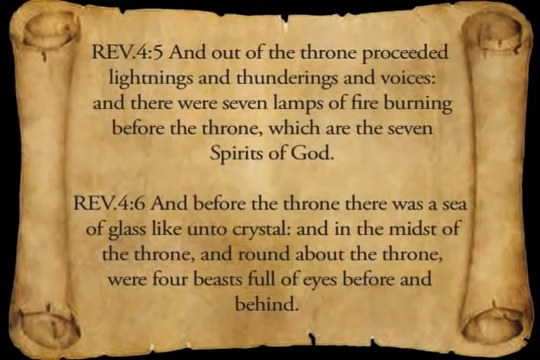 REV.4:5 And out of the throne proceeded
lightnings and thunderings and voices:
and there were seven lamps of fire burning
before the throne, which are the seven
Spirits of God.
REV.4:6 And before the throne there was a sea
of glass like unto crystal: and in the midst of
the throne, and round about the throne,
were four beasts full of eyes before and
behind.